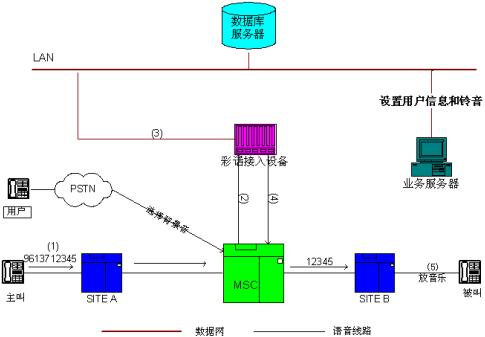 数据库
服务器
LAN
设置用户信息和铃音
(3)
彩话接入设备
业务服务器
PSTN
用户
选择背景音
(2)
(4)
(1)
9613712345
12345
(5)
放音乐
主叫
SITE A
MSC
SITE B
被叫
数据网
语音线路